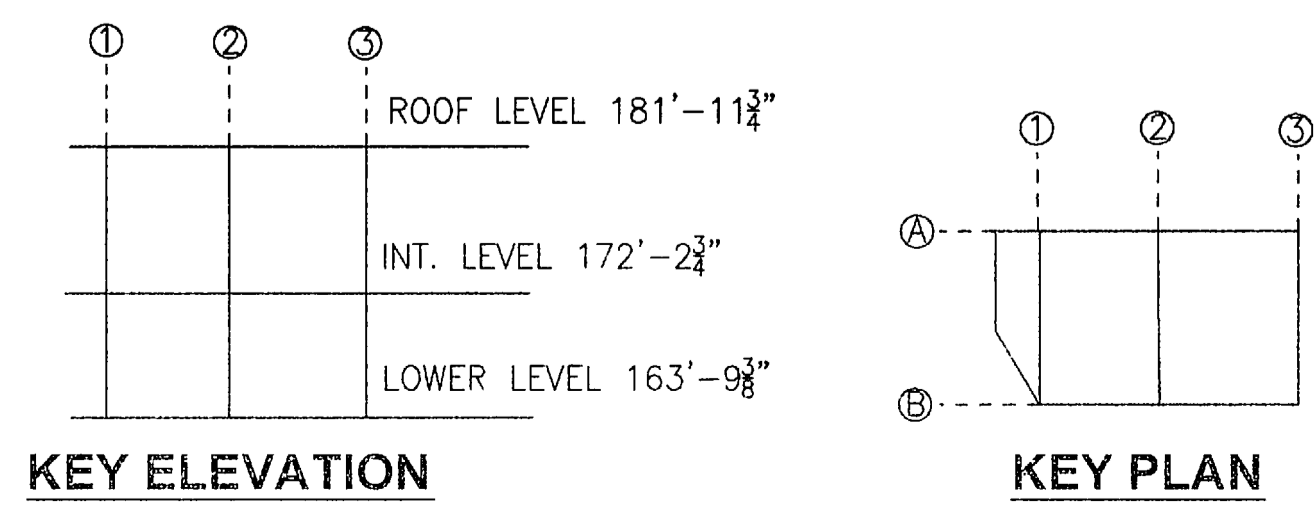 ① ② ③
ROOF LEVEL 181'-11¾"
INT. LEVEL 172'-2¾"
LOWER LEVEL 163'-9⅜"
KEY ELEVATION
① ② ③
Ⓐ
Ⓑ
KEY PLAN